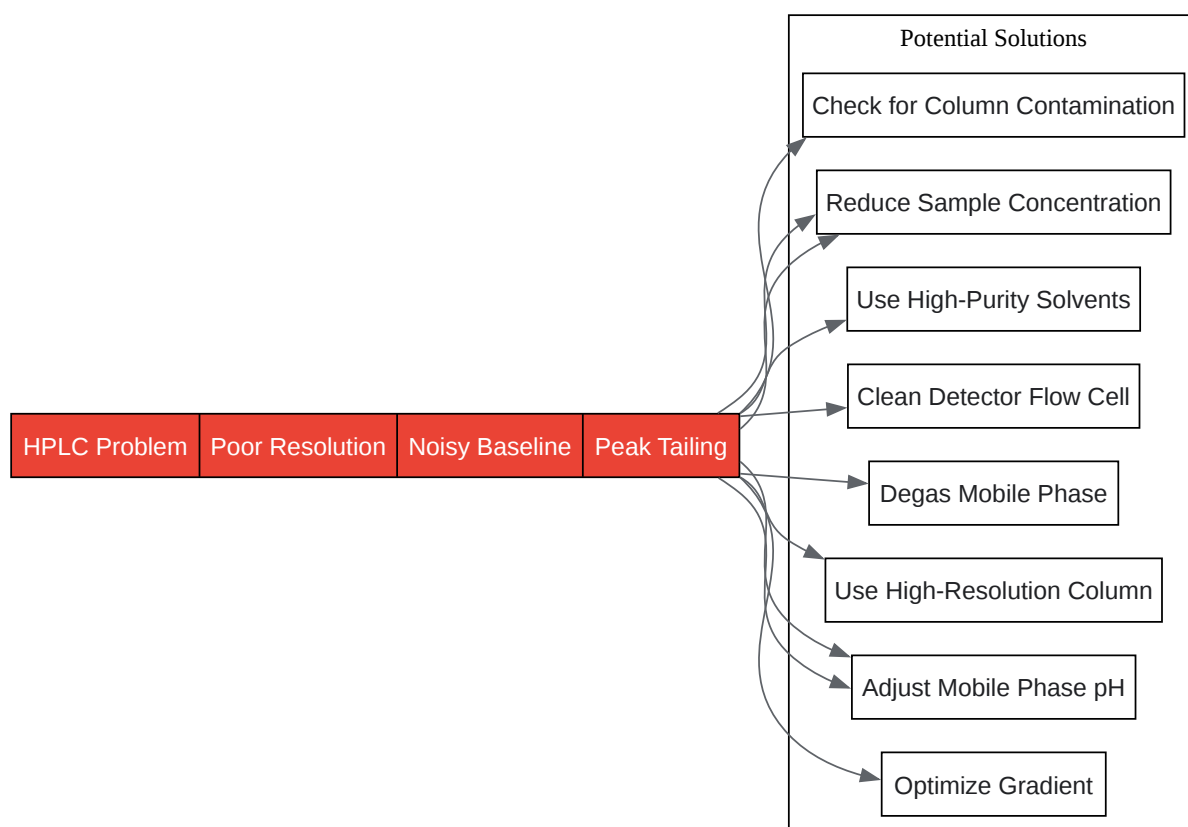 Potential Solutions
Check for Column Contamination
Reduce Sample Concentration
Use High-Purity Solvents
Clean Detector Flow Cell
HPLC Problem
Poor Resolution
Noisy Baseline
Peak Tailing
Degas Mobile Phase
Use High-Resolution Column
Adjust Mobile Phase pH
Optimize Gradient